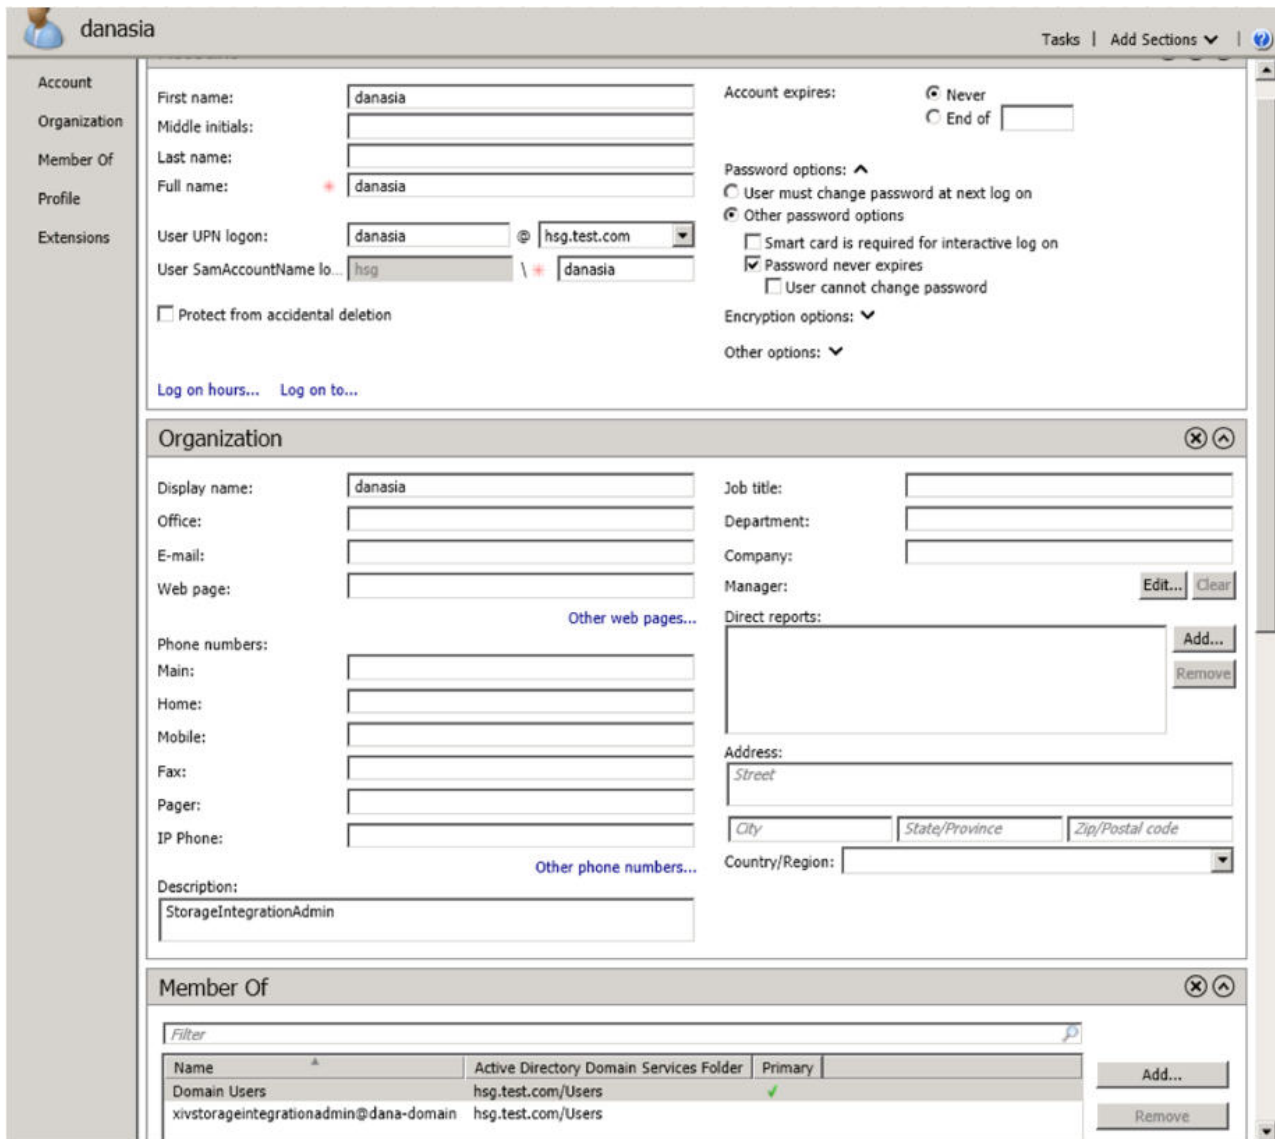 danasia
Tasks | Add Sections |
Account
Organization
Member Of
Profile
Extensions
First name: danasia
Middle initials:
Last name:
Full name: * danasia
User UPN logon: danasia @ hsg.test.com
User SamAccountName lo... hsg \ * danasia
Protect from accidental deletion
Log on hours... Log on to...
Account expires: Never
End of
Password options:
User must change password at next log on
Other password options
Smart card is required for interactive log on
Password never expires
User cannot change password
Encryption options:
Other options:
Organization
Display name: danasia
Office:
E-mail:
Web page:
Other web pages...
Phone numbers:
Main:
Home:
Mobile:
Fax:
Pager:
IP Phone:
Other phone numbers...
Description:
StorageIntegrationAdmin
Job title:
Department:
Company:
Manager: Edit... Clear
Direct reports:
Add...
Remove
Address:
Street
City State/Province Zip/Postal code
Country/Region:
Member Of
Filter
Name Active Directory Domain Services Folder Primary
Domain Users hsg.test.com/Users
xivstorageintegrationadmin@dana-domain hsg.test.com/Users
Add...
Remove